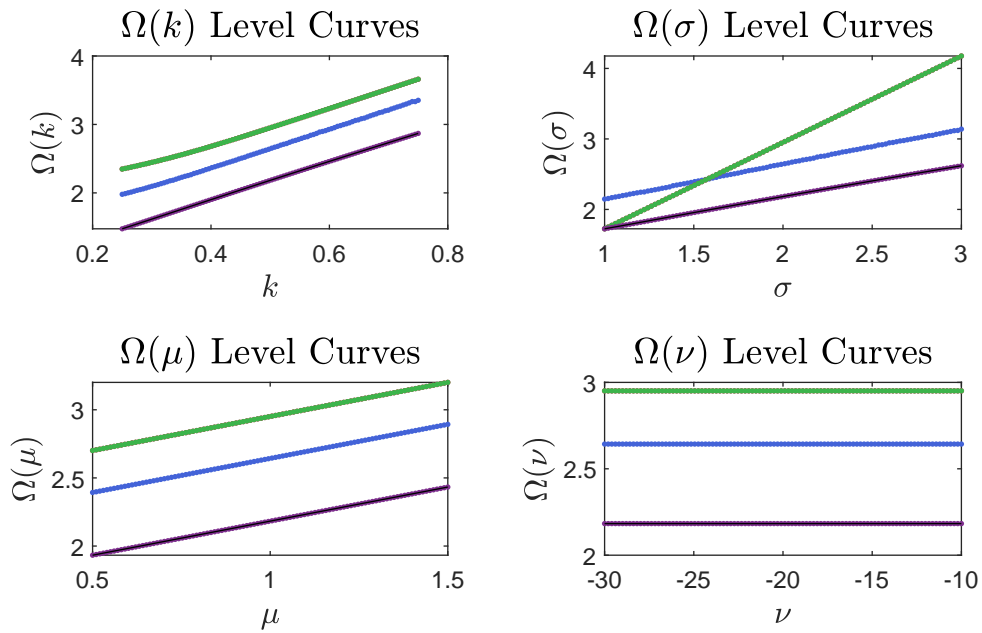 Ω(k) Level Curves
4
3
2
Ω(k)
0.2 0.4 0.6 0.8
k
Ω(σ) Level Curves
4
3
2
Ω(σ)
1 1.5 2 2.5 3
σ
Ω(μ) Level Curves
3
2.5
2
Ω(μ)
0.5 1 1.5
μ
Ω(ν) Level Curves
3
2.5
2
Ω(ν)
-30 -25 -20 -15 -10
ν